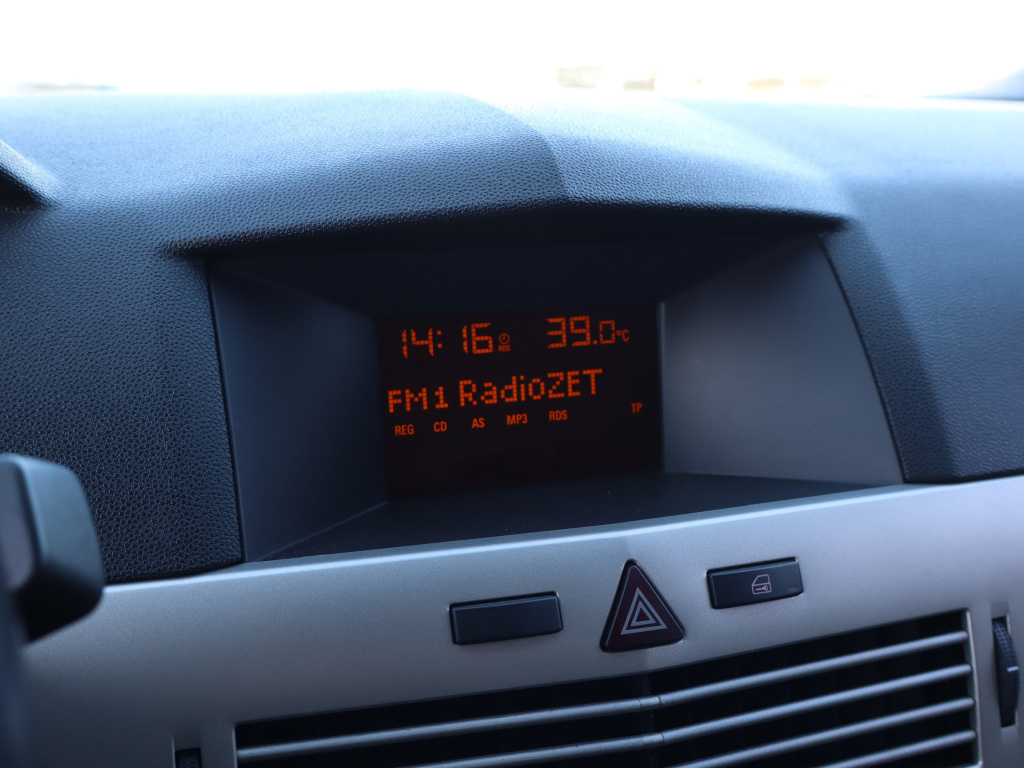 14:16 RDS 39.0°C
FM1 RadioZET
REG CD AS MP3 RDS TP